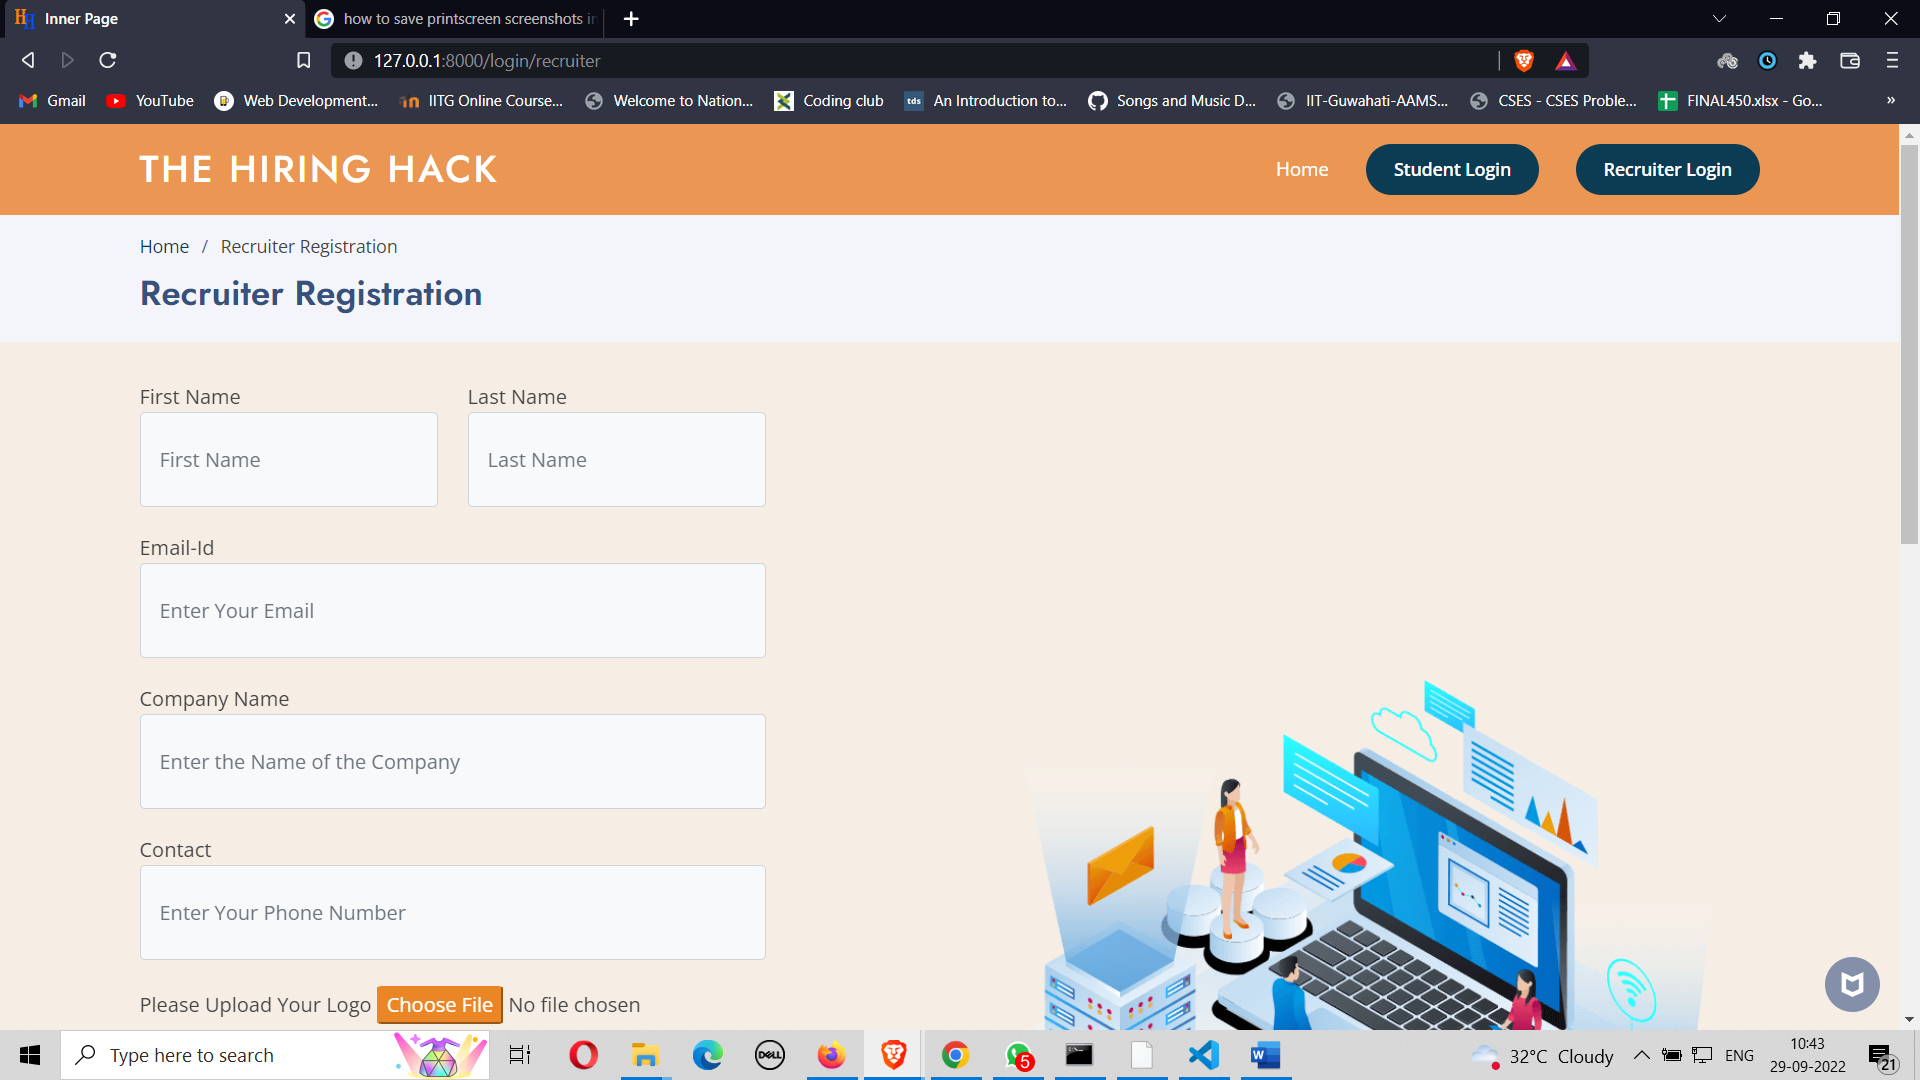 Inner Page
how to save printscreen screenshots in
127.0.0.1:8000/login/recruiter
Gmail
YouTube
Web Development...
IITG Online Course...
Welcome to Nation...
Coding club
tds
An Introduction to...
Songs and Music D...
IIT-Guwahati-AAMS...
CSES - CSES Proble...
FINAL450.xlsx - Go...
»
THE HIRING HACK
Home
Student Login
Recruiter Login
Home / Recruiter Registration
Recruiter Registration
First Name
Last Name
First Name
Last Name
Email-Id
Enter Your Email
Company Name
Enter the Name of the Company
Contact
Enter Your Phone Number
Please Upload Your Logo Choose File No file chosen
Type here to search
DELL
5
W
32°C Cloudy
ENG
10:43
29-09-2022
21